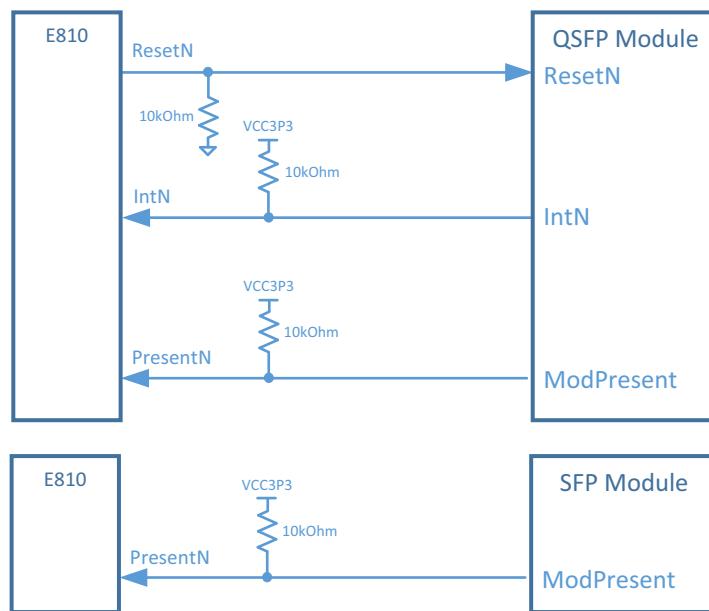 E810
QSFP Module
ResetN
ResetN
10kOhm
VCC3P3
10kOhm
IntN
IntN
VCC3P3
10kOhm
PresentN
ModPresent
E810
SFP Module
VCC3P3
10kOhm
PresentN
ModPresent